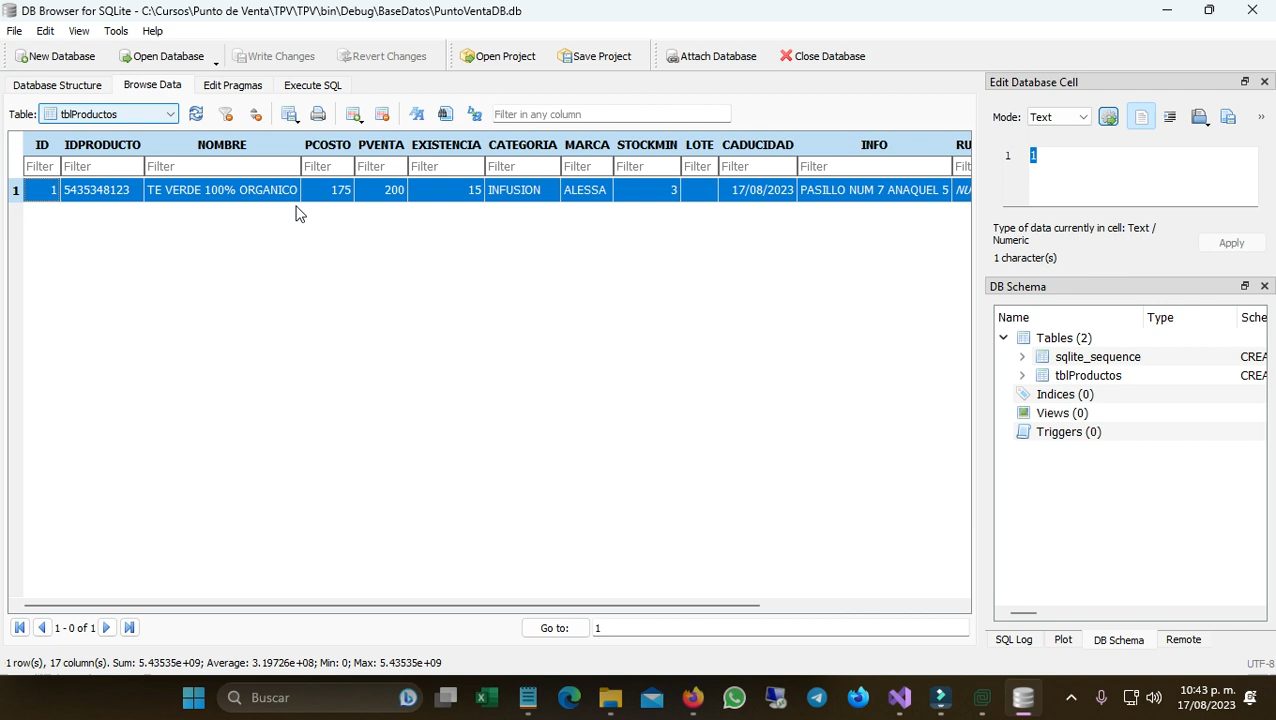 DB Browser for SQLite - C:\Cursos\Punto de Venta\TPV\TPV\bin\Debug\BaseDatos\PuntoVentaDB.db
File Edit View Tools Help
New Database Open Database Write Changes Revert Changes Open Project Save Project Attach Database Close Database
Database Structure Browse Data Edit Pragmas Execute SQL
Table: tblProductos Filter in any column
ID IDPRODUCTO NOMBRE PCOSTO PVENTA EXISTENCIA CATEGORIA MARCA STOCKMIN LOTE CADUCIDAD INFO RU
Filter Filter Filter Filter Filter Filter Filter Filter Filter Filter Filter Filter Filt
1 1 5435348123 TE VERDE 100% ORGANICO 175 200 15 INFUSION ALESSA 3 17/08/2023 PASILLO NUM 7 ANAQUEL 5 NU
1 - 0 of 1 Go to: 1
1 row(s), 17 column(s). Sum: 5.43535e+09; Average: 3.19726e+08; Min: 0; Max: 5.43535e+09
Edit Database Cell
Mode: Text »
1 1
Type of data currently in cell: Text /
Numeric
Apply
1 character(s)
DB Schema
Name Type Sche
Tables (2)
sqlite_sequence CREA
tblProductos CREA
Indices (0)
Views (0)
Triggers (0)
SQL Log Plot DB Schema Remote
UTF-8
Buscar
10:43 p. m.
17/08/2023